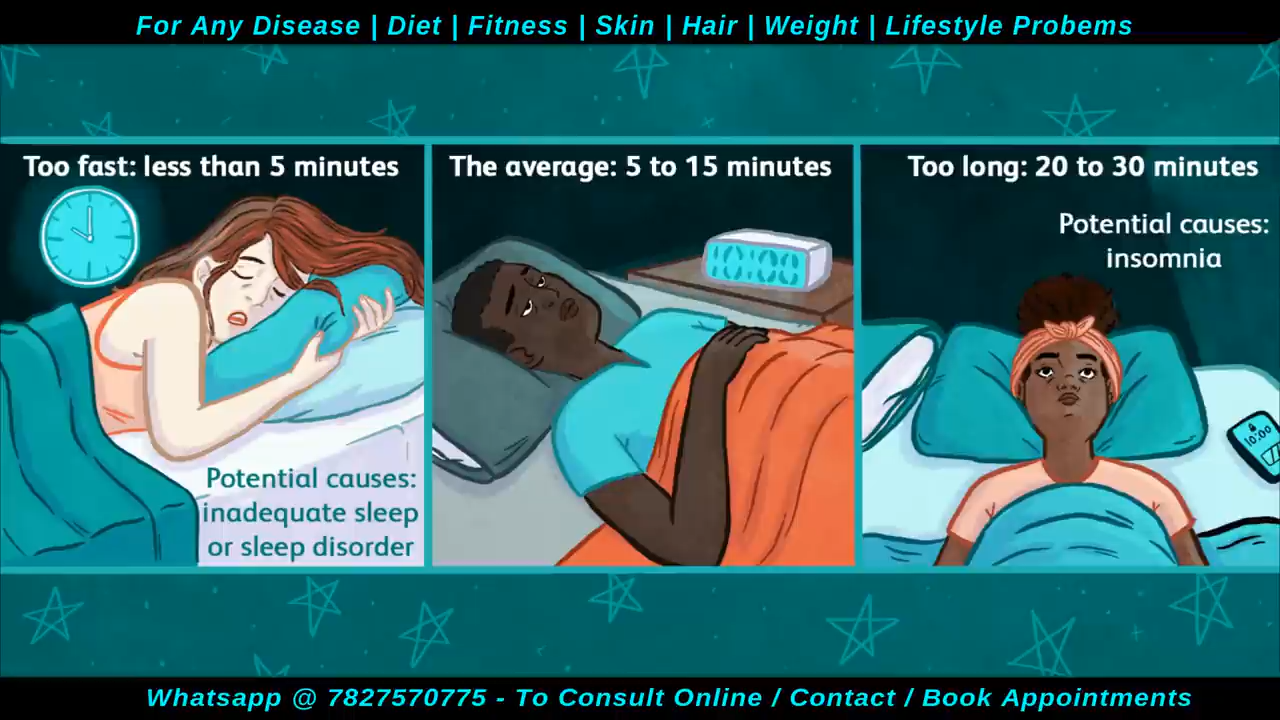 For Any Disease | Diet | Fitness | Skin | Hair | Weight | Lifestyle Probems
Too fast: less than 5 minutes
Potential causes:
inadequate sleep
or sleep disorder
The average: 5 to 15 minutes
10:00
Too long: 20 to 30 minutes
Potential causes:
insomnia
10:00
Whatsapp @ 7827570775 - To Consult Online / Contact / Book Appointments